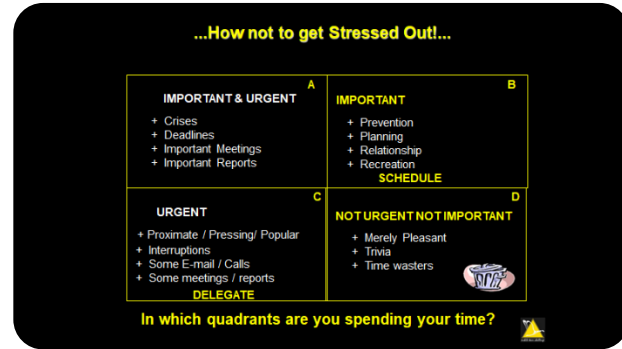 ...How not to get Stressed Out!...
A
IMPORTANT & URGENT
+ Crises
+ Deadlines
+ Important Meetings
+ Important Reports
B
IMPORTANT
+ Prevention
+ Planning
+ Relationship
+ Recreation
SCHEDULE
C
URGENT
+ Proximate / Pressing/ Popular
+ Interruptions
+ Some E-mail / Calls
+ Some meetings / reports
DELEGATE
D
NOT URGENT NOT IMPORTANT
+ Merely Pleasant
+ Trivia
+ Time wasters
In which quadrants are you spending your time?